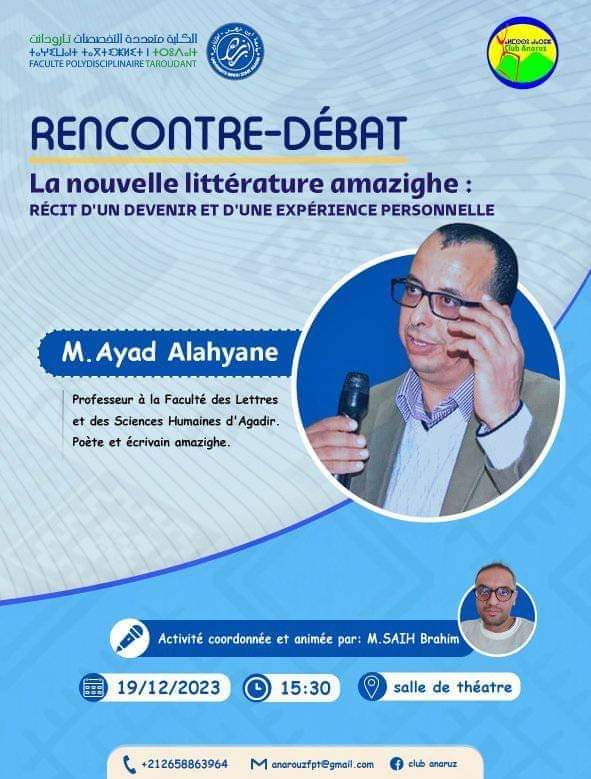 الكلية متعددة التخصصات تارودانت
FACULTE POLYDISCIPLINAIRE TAROUDANT
Club Anaruz
RENCONTRE-DÉBAT
La nouvelle littérature amazighe :
RÉCIT D'UN DEVENIR ET D'UNE EXPÉRIENCE PERSONNELLE
M.Ayad Alahyane
Professeur à la Faculté des Lettres
et des Sciences Humaines d'Agadir.
Poète et écrivain amazighe.
Activité coordonnée et animée par: M.SAIH Brahim
19/12/2023
15:30
salle de théatre
+212658863964
anarouzfpt@gmail.com
club anaruz